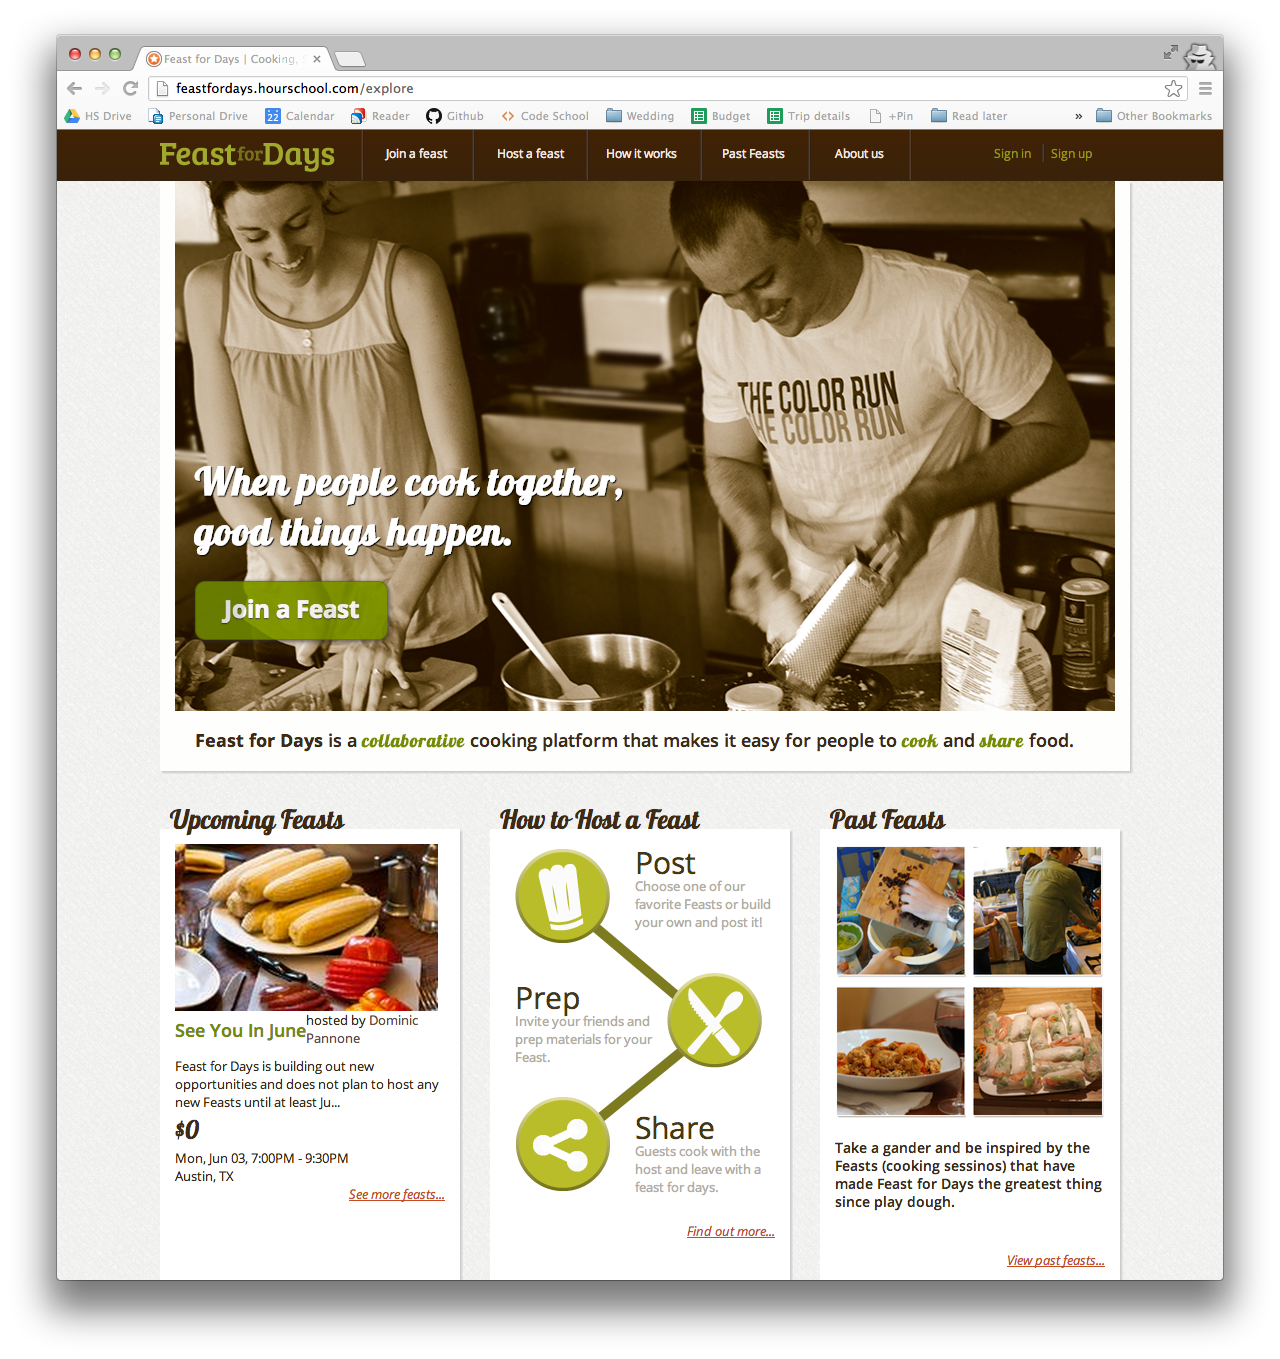 Feast for Days | Cooking,
feastfordays.hourschool.com/explore
HS Drive Personal Drive 22 Calendar Reader Github Code School Wedding Budget Trip details +Pin Read later » Other Bookmarks
FeastforDays Join a feast Host a feast How it works Past Feasts About us Sign in Sign up
THE COLOR RUN
THE COLOR RUN
When people cook together,
good things happen.
Join a Feast
Feast for Days is a collaborative cooking platform that makes it easy for people to cook and share food.
Upcoming Feasts
See You In June
hosted by Dominic
Pannone
Feast for Days is building out new
opportunities and does not plan to host any
new Feasts until at least Ju...
$0
Mon, Jun 03, 7:00PM - 9:30PM
Austin, TX
See more feasts...
How to Host a Feast
Post
Choose one of our
favorite Feasts or build
your own and post it!
Prep
Invite your friends and
prep materials for your
Feast.
Share
Guests cook with the
host and leave with a
feast for days.
Find out more...
Past Feasts
Take a gander and be inspired by the
Feasts (cooking sessinos) that have
made Feast for Days the greatest thing
since play dough.
View past feasts...